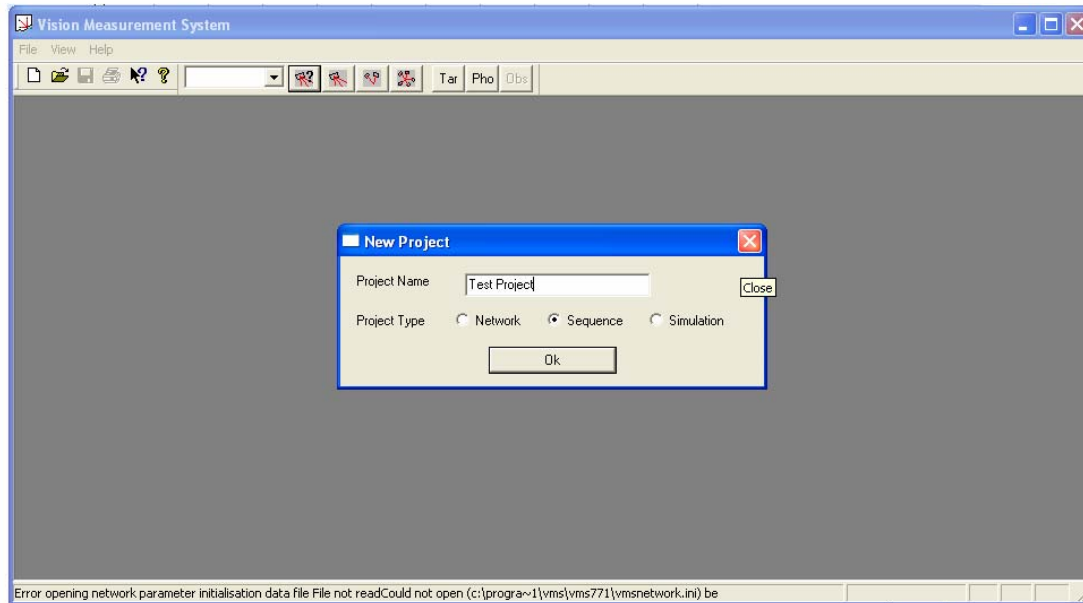 Vision Measurement System
File View Help
Tar Pho Obs
New Project
Project Name Test Project
Close
Project Type Network Sequence Simulation
Ok
Error opening network parameter initialisation data file File not readCould not open (c:\progra~1\vms\vms771\vmsnetwork.ini) be